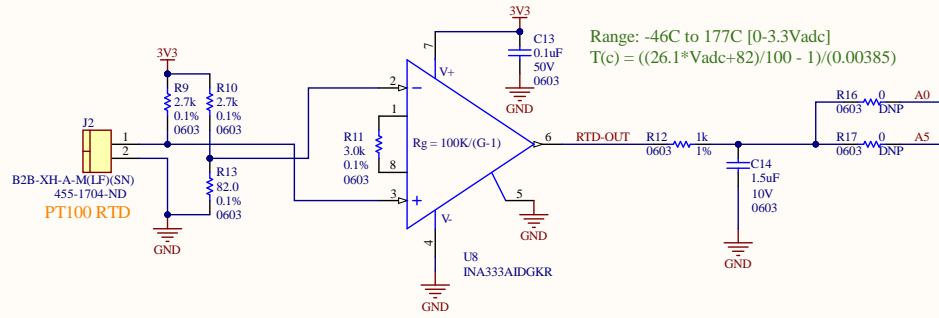 Range: -46C to 177C [0-3.3Vadc]
T(c) = ((26.1*Vadc+82)/100 - 1)/(0.00385)
3V3
C13
0.1uF
50V
0603
GND
3V3
R9
2.7k
0.1%
0603
R10
2.7k
0.1%
0603
J2
1
2
B2B-XH-A-M(LF)(SN)
455-1704-ND
PT100 RTD
R13
82.0
0.1%
0603
GND
R11
3.0k
0.1%
0603
2
1
8
3
7
V+
Rg = 100K/(G-1)
V-
4
5
6
GND
GND
U8
INA333AIDGKR
RTD-OUT
R12
1k
0603
1%
C14
1.5uF
10V
0603
GND
R16
0
0603
DNP
A0
R17
0
0603
DNP
A5